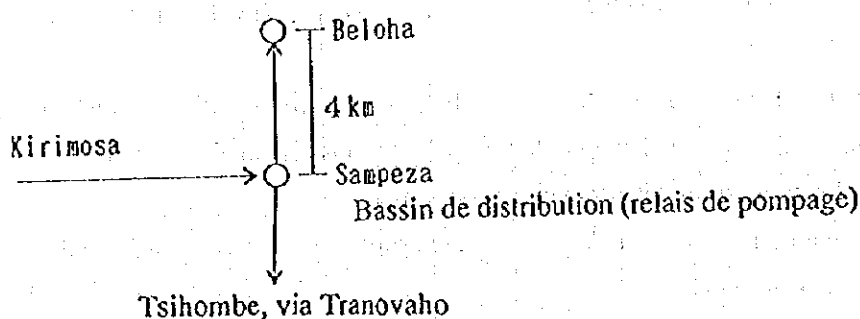 Beloha
4 km
Kirimosa
Sampeza
Bassin de distribution (relais de pompage)
Tsihombe, via Tranovaho